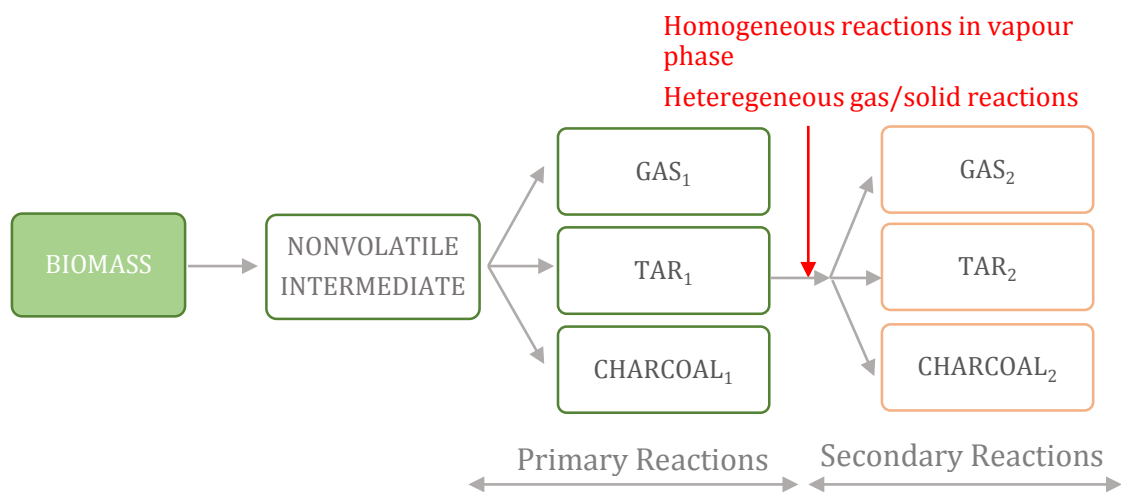 Homogeneous reactions in vapour
phase
Heteregeneous gas/solid reactions
GAS₁
GAS₂
BIOMASS
NONVOLATILE
INTERMEDIATE
TAR₁
TAR₂
CHARCOAL₁
CHARCOAL₂
Primary Reactions
Secondary Reactions